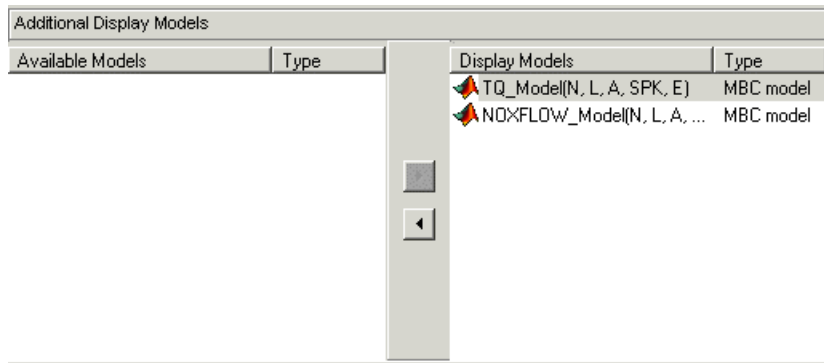 Additional Display Models
Available Models Type
Display Models Type
TQ_Model(N, L, A, SPK, E) MBC model
NOXFLOW_Model(N, L, A, ... MBC model